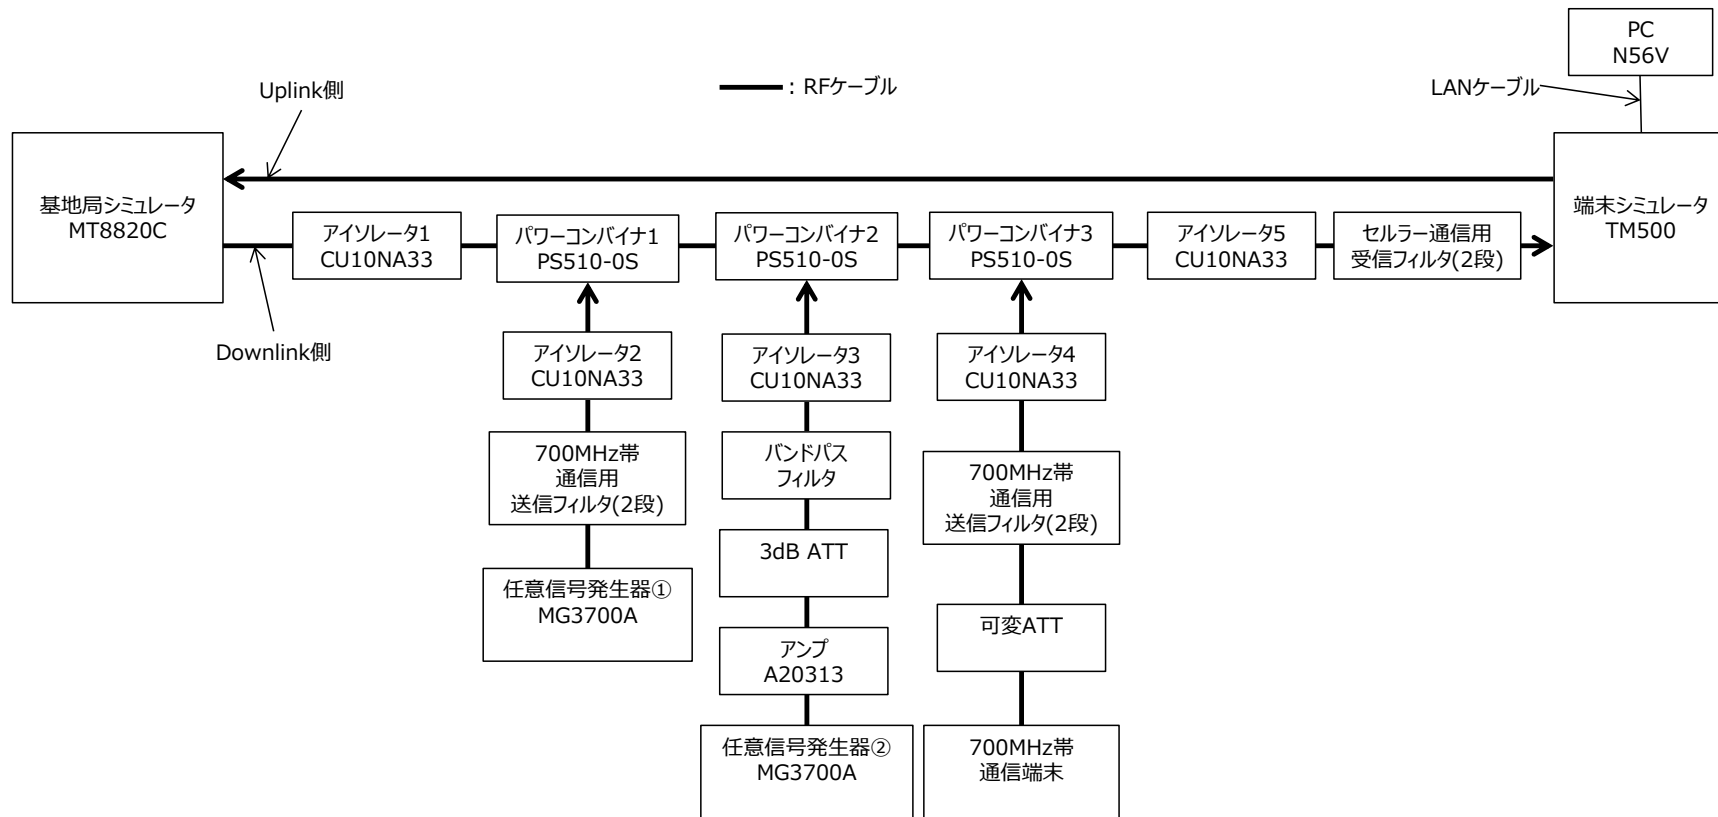 PC
N56V
: RFケーブル
LANケーブル
Uplink側
基地局シミュレータ
MT8820C
端末シミュレータ
TM500
アイソレータ1
CU10NA33
パワーコンバイナ1
PS510-0S
パワーコンバイナ2
PS510-0S
パワーコンバイナ3
PS510-0S
アイソレータ5
CU10NA33
セルラー通信用
受信フィルタ(2段)
Downlink側
アイソレータ2
CU10NA33
アイソレータ3
CU10NA33
アイソレータ4
CU10NA33
700MHz帯
通信用
送信フィルタ(2段)
バンドパス
フィルタ
700MHz帯
通信用
送信フィルタ(2段)
3dB ATT
任意信号発生器①
MG3700A
可変ATT
アンプ
A20313
任意信号発生器②
MG3700A
700MHz帯
通信端末